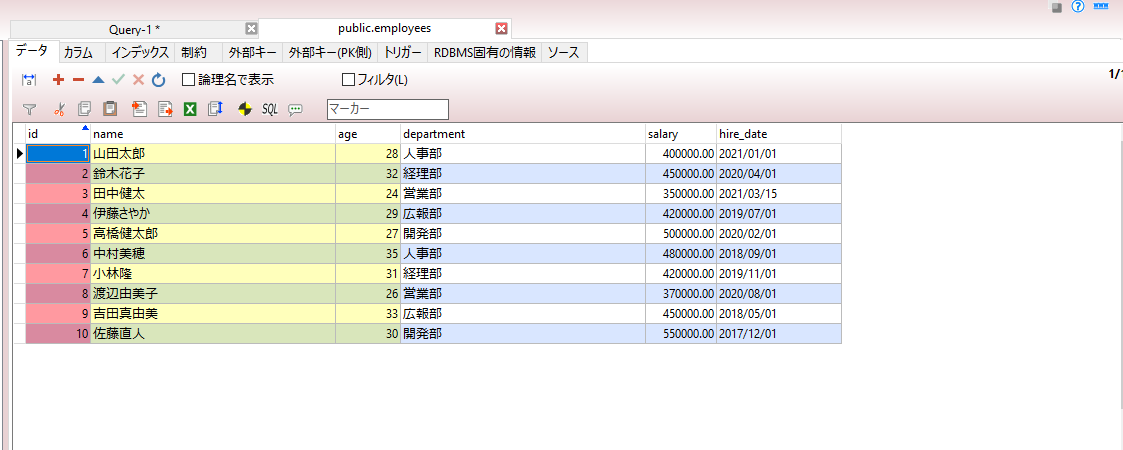 Query-1 * public.employees
データ カラム インデックス 制約 外部キー 外部キー(PK側) トリガー RDBMS固有の情報 ソース
論理名で表示 フィルタ(L)
SQL マーカー
id name age department salary hire_date
1 山田太郎 28 人事部 400000.00 2021/01/01
2 鈴木花子 32 経理部 450000.00 2020/04/01
3 田中健太 24 営業部 350000.00 2021/03/15
4 伊藤さやか 29 広報部 420000.00 2019/07/01
5 高橋健太郎 27 開発部 500000.00 2020/02/01
6 中村美穂 35 人事部 480000.00 2018/09/01
7 小林隆 31 経理部 420000.00 2019/11/01
8 渡辺由美子 26 営業部 370000.00 2020/08/01
9 吉田真由美 33 広報部 450000.00 2018/05/01
10 佐藤直人 30 開発部 550000.00 2017/12/01